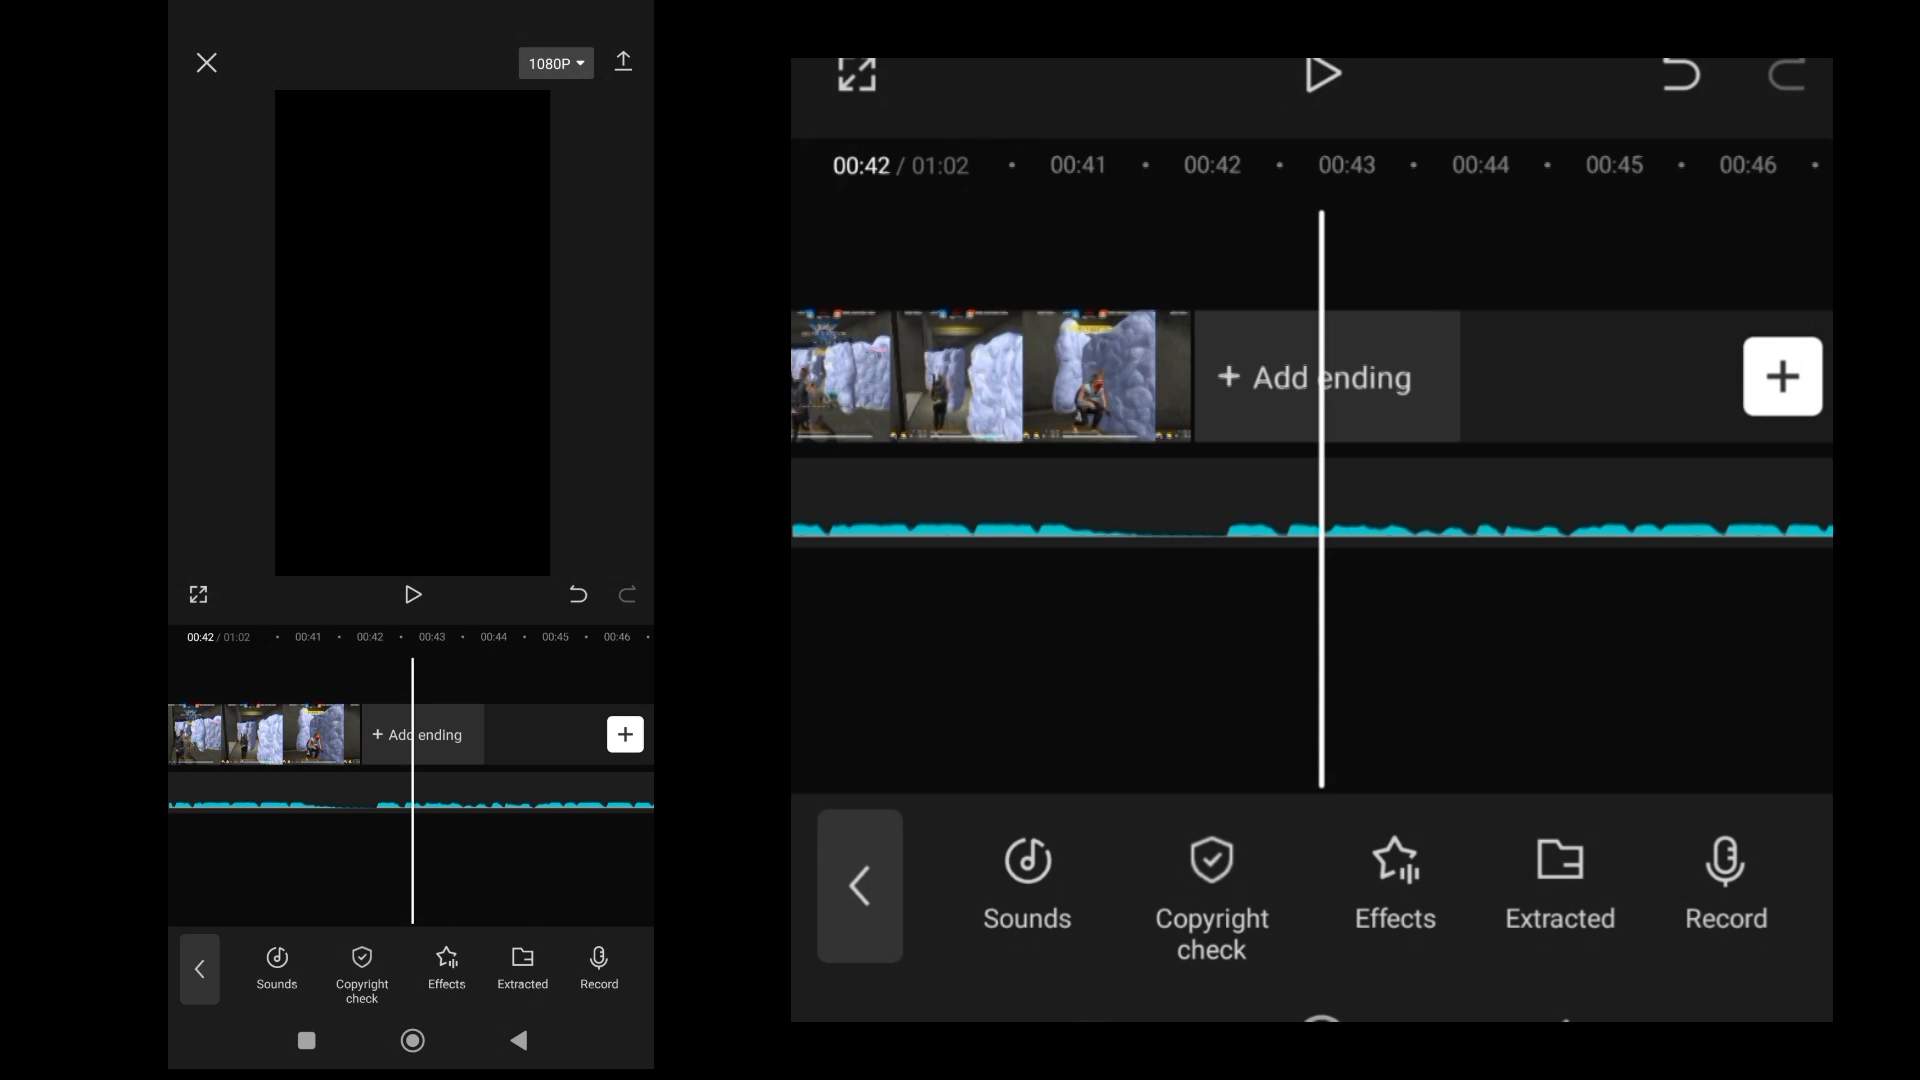 1080P
00:42 / 01:02 00:41 00:42 00:43 00:44 00:45 00:46
+ Add ending
Sounds Copyright check Effects Extracted Record
00:42 / 01:02 00:41 00:42 00:43 00:44 00:45 00:46
+ Add ending
Sounds Copyright check Effects Extracted Record